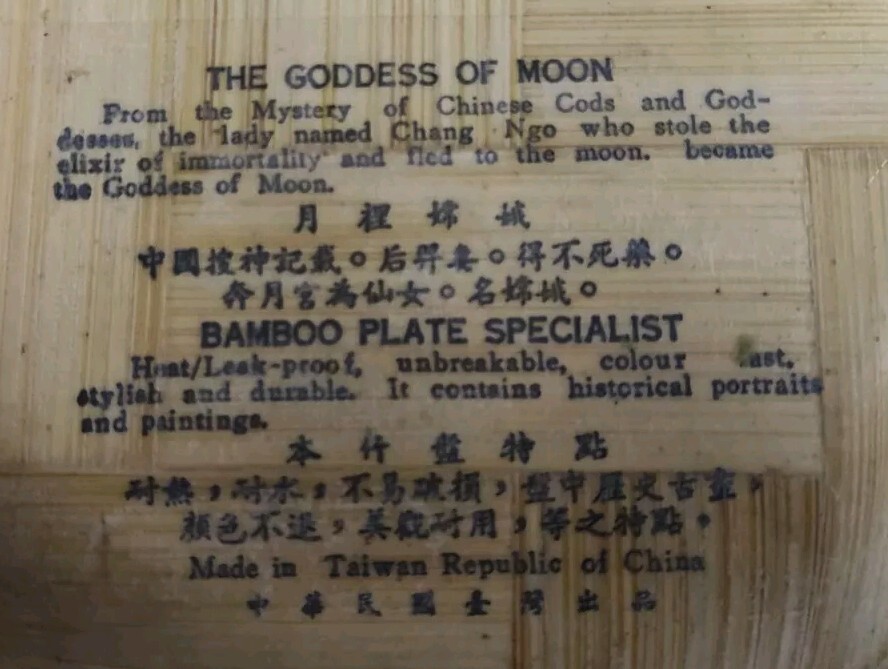 THE GODDESS OF MOON
From the Mystery of Chinese Cods and God-
desses, the lady named Chang Ngo who stole the
elixir of immortality and fled to the moon. became
the Goddess of Moon.
月裡嫦娥
中國搜神記載。后羿妻。得不死藥。
奔月宮為仙女。名嫦娥。
BAMBOO PLATE SPECIALIST
Heat/Leak-proof, unbreakable, colour fast,
stylish and durable. It contains historical portraits
and paintings.
本竹盤特點
耐熱，耐水，不易破損，盤中歷史古畫，
顏色不退，美觀耐用，等之特點。
Made in Taiwan Republic of China
中華民國臺灣出品